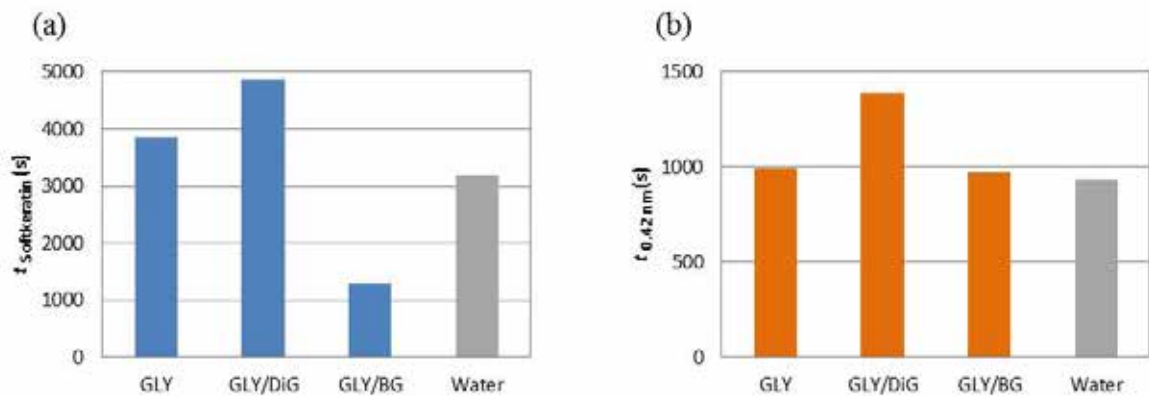 (a)
t Softkeratin (s)
5000
4000
3000
2000
1000
0
GLY GLY/DiG GLY/BG Water
(b)
t 0.42 nm (s)
1500
1000
500
0
GLY GLY/DiG GLY/BG Water